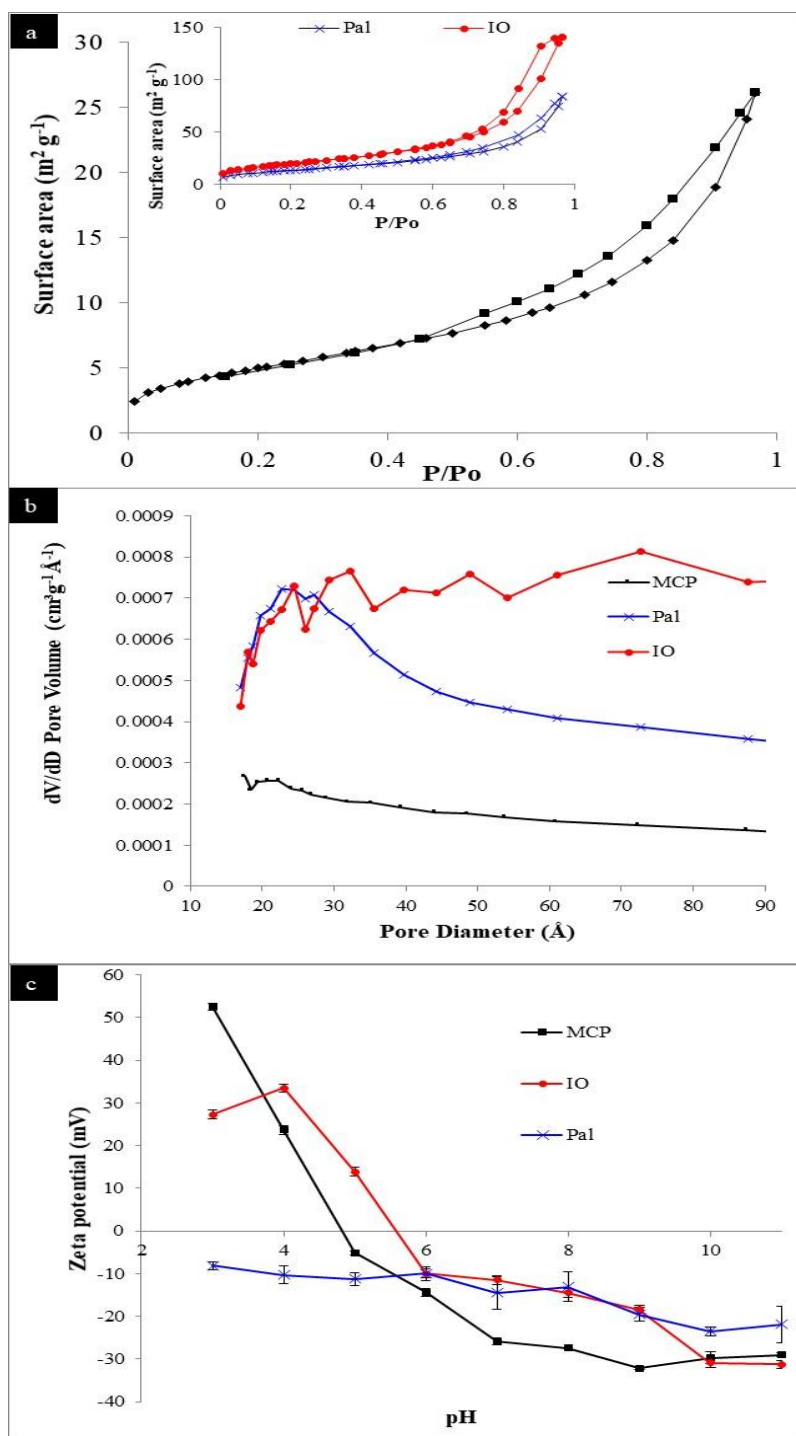 a
Pal IO
Surface area (m² g⁻¹)
150
100
50
0
0 0.2 0.4 0.6 0.8 1
P/Po
Surface area (m² g⁻¹)
30
25
20
15
10
5
0
0 0.2 0.4 0.6 0.8 1
P/Po
b
dV/dD Pore Volume (cm³g⁻¹Å⁻¹)
0.0009
0.0008
0.0007
0.0006
0.0005
0.0004
0.0003
0.0002
0.0001
0
MCP
Pal
IO
10 20 30 40 50 60 70 80 90
Pore Diameter (Å)
c
Zeta potential (mV)
60
50
40
30
20
10
0
-10
-20
-30
-40
MCP
IO
Pal
2 4 6 8 10
pH